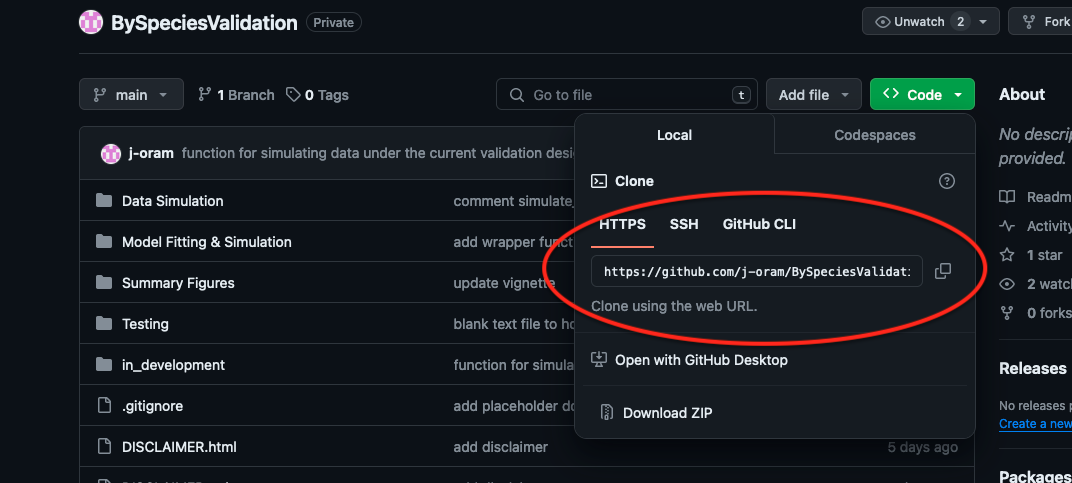 BySpeciesValidation Private Unwatch 2 Fork
main 1 Branch 0 Tags Go to file t Add file Code About
j-oram function for simulating data under the current validation desi Local Codespaces No descrip
provided.
Data Simulation comment simulate_ Clone Readm
Model Fitting & Simulation add wrapper funct HTTPS SSH GitHub CLI Activity
1 star
Summary Figures update vignette https://github.com/j-oram/BySpeciesValidati 2 watc
Clone using the web URL.
Testing blank text file to ho 0 forks
in_development function for simula Open with GitHub Desktop Releases
.gitignore add placeholder do Download ZIP No releases p
Create a new
DISCLAIMER.html add disclaimer 5 days ago
Packages